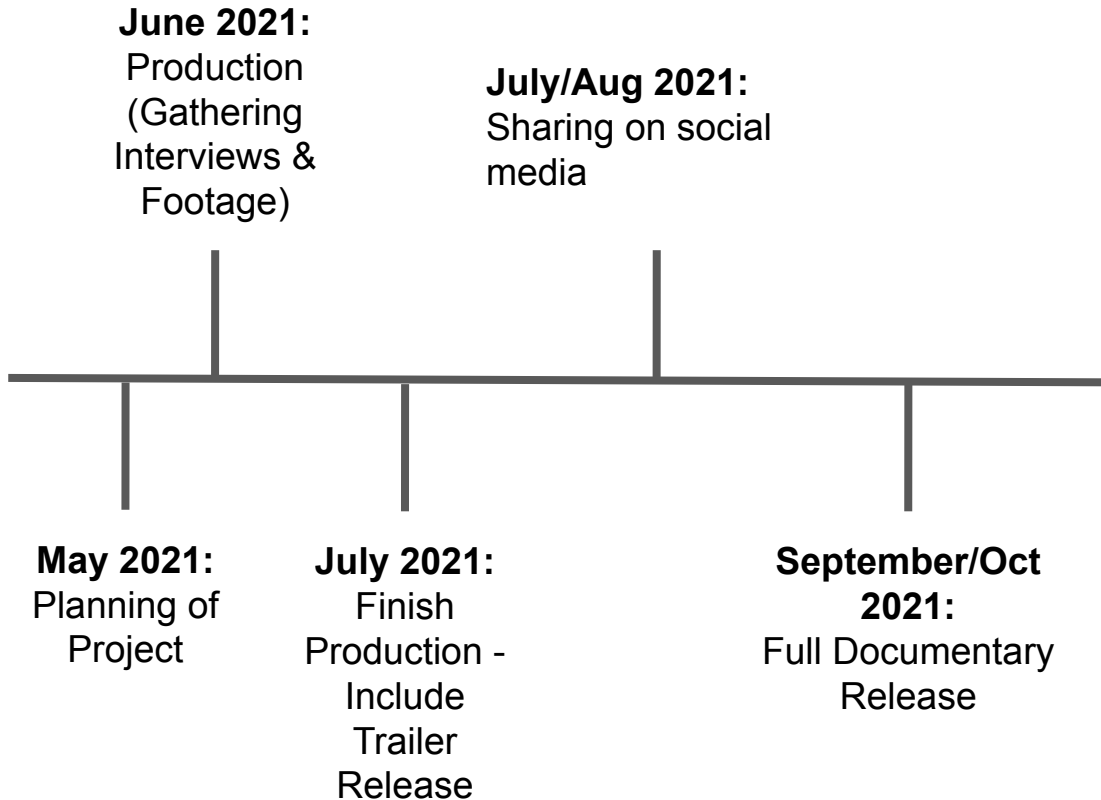 June 2021:
Production
(Gathering
Interviews &
Footage)
July/Aug 2021:
Sharing on social
media
May 2021:
Planning of
Project
July 2021:
Finish
Production -
Include
Trailer
Release
September/Oct
2021:
Full Documentary
Release